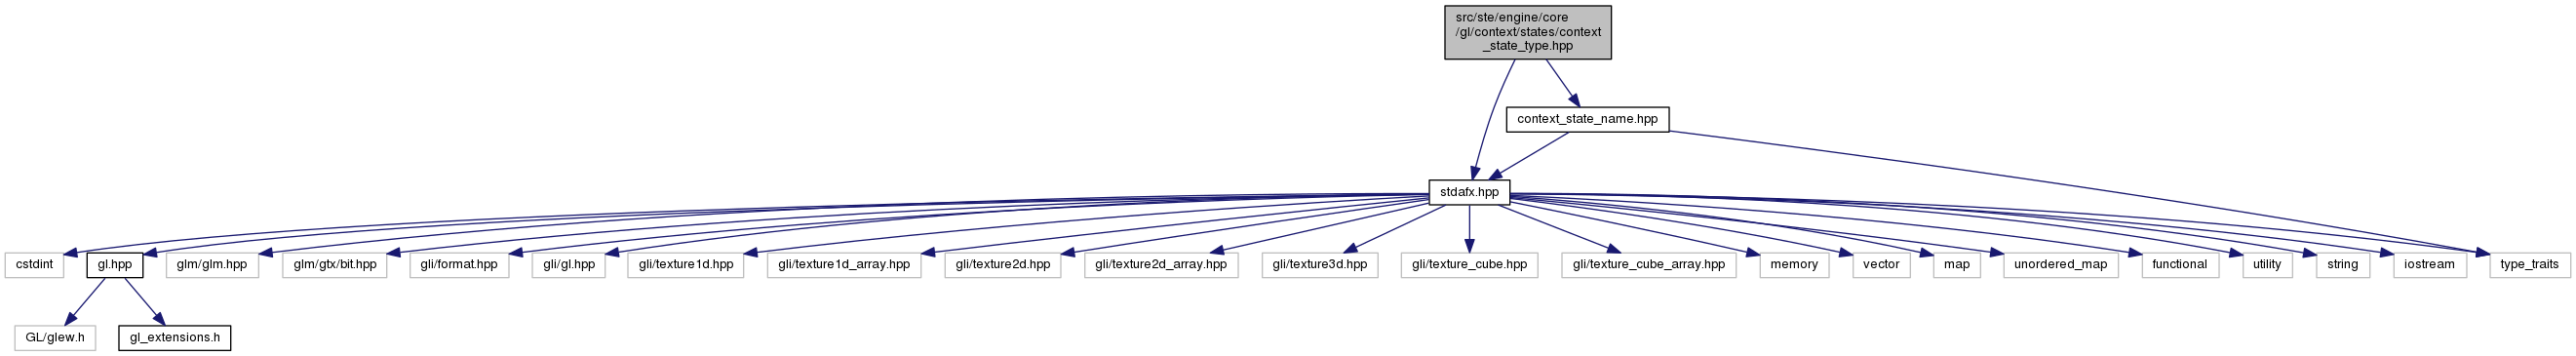 src/ste/engine/core
/gl/context/states/context
_state_type.hpp
context_state_name.hpp
stdafx.hpp
cstdint
gl.hpp
glm/glm.hpp
glm/gtx/bit.hpp
gli/format.hpp
gli/gl.hpp
gli/texture1d.hpp
gli/texture1d_array.hpp
gli/texture2d.hpp
gli/texture2d_array.hpp
gli/texture3d.hpp
gli/texture_cube.hpp
gli/texture_cube_array.hpp
memory
vector
map
unordered_map
functional
utility
string
iostream
type_traits
GL/glew.h
gl_extensions.h